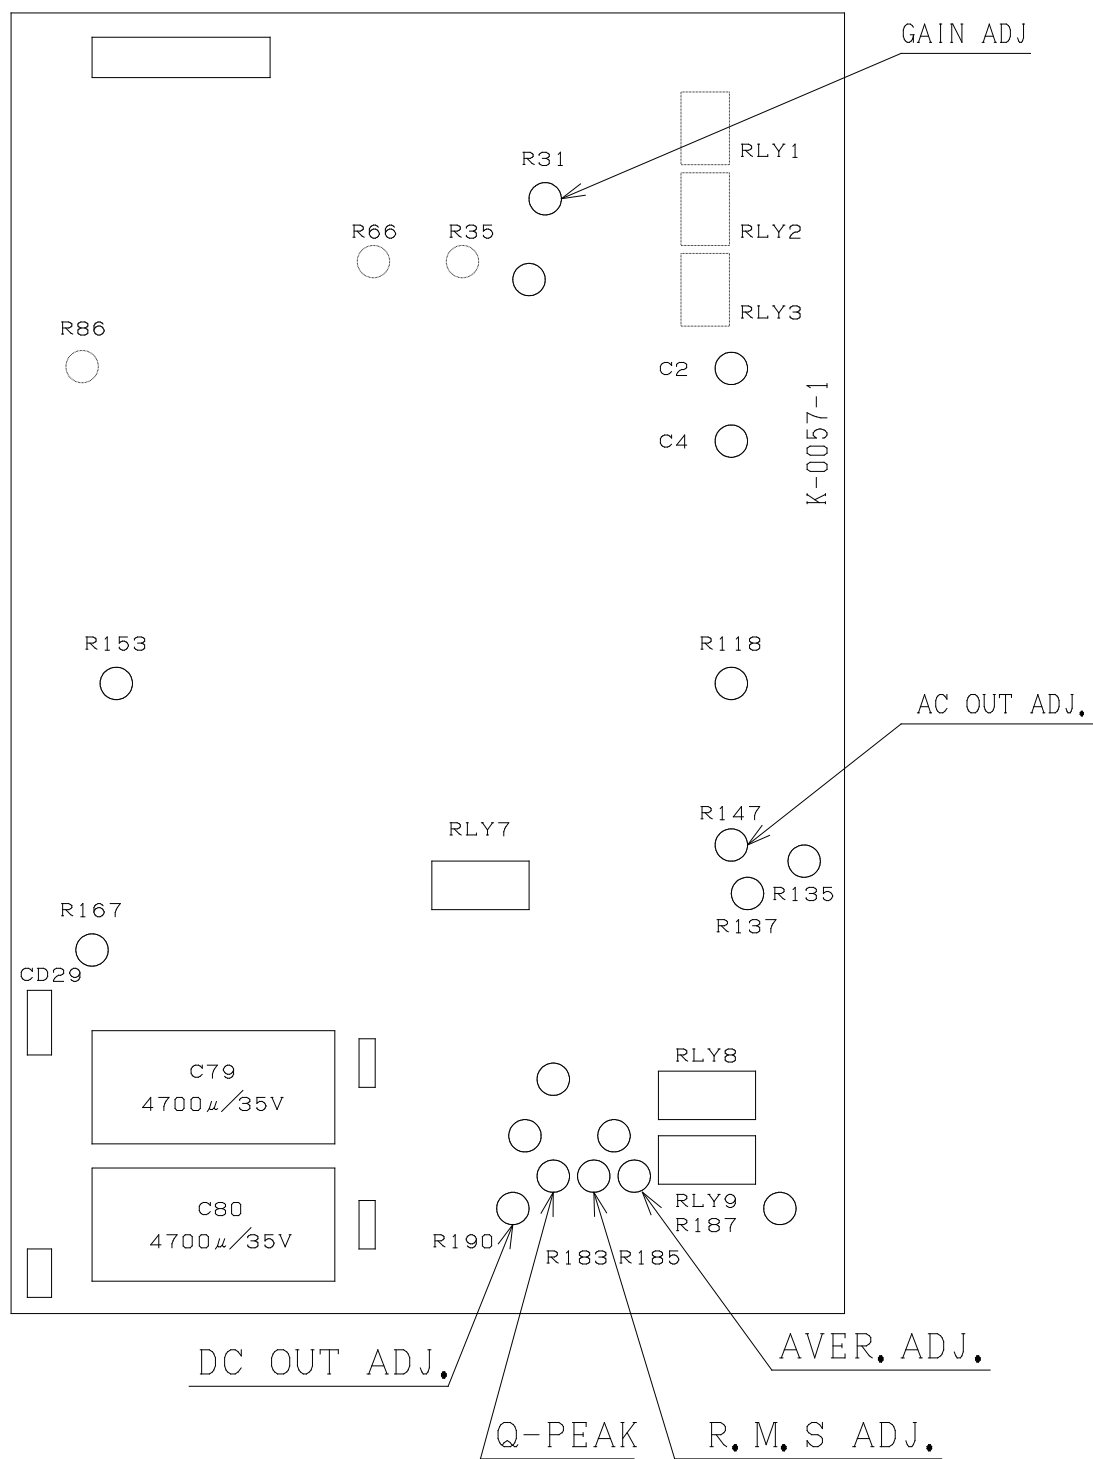 GAIN ADJ
RLY1
R31
R66
R35
RLY2
RLY3
R86
C2
C4
K-0057-1
R153
R118
AC OUT ADJ.
R147
RLY7
R135
R137
R167
CD29
C79
4700μ/35V
RLY8
C80
4700μ/35V
RLY9
R187
R190
R183
R185
DC OUT ADJ.
AVER. ADJ.
Q-PEAK
R.M.S ADJ.